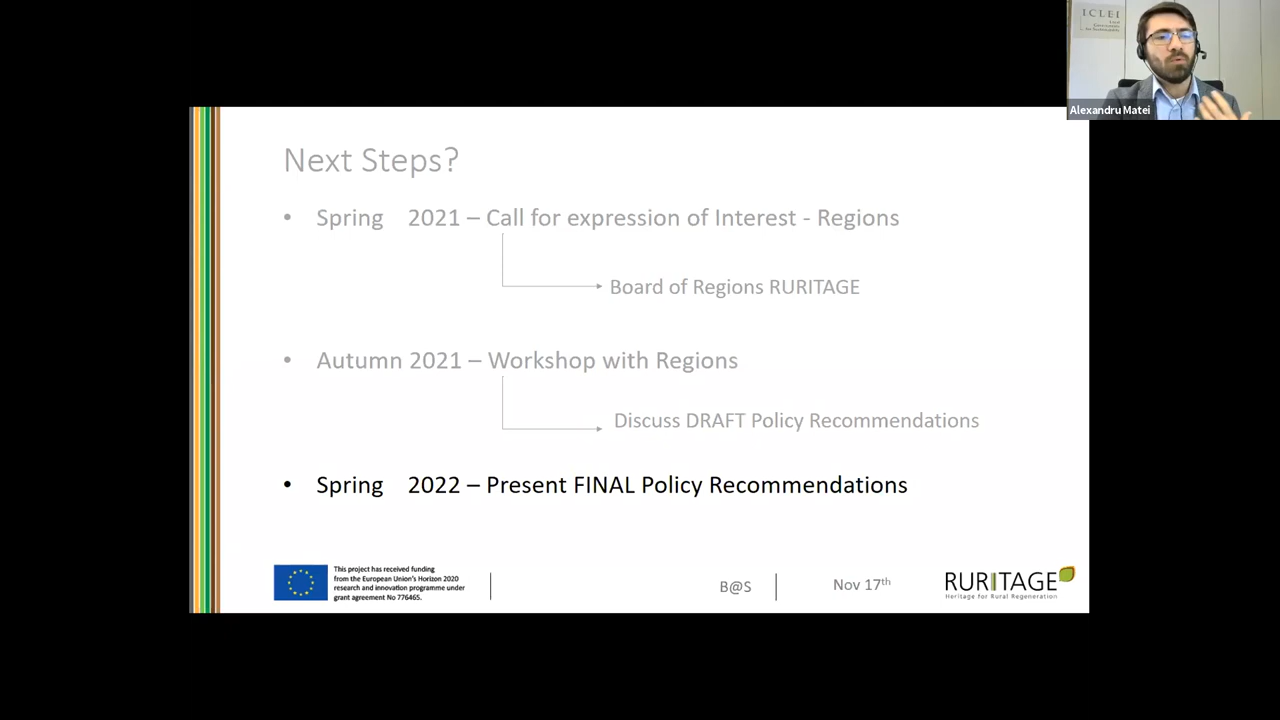 ICLEI
Alexandru Matei
Next Steps?
• Spring 2021 – Call for expression of Interest - Regions
Board of Regions RURITAGE
• Autumn 2021 – Workshop with Regions
Discuss DRAFT Policy Recommendations
• Spring 2022 – Present FINAL Policy Recommendations
This project has received funding
from the European Union's Horizon 2020
research and innovation programme under
grant agreement No 776465.
B@S
Nov 17th
RURITAGE
Heritage for Rural Regeneration